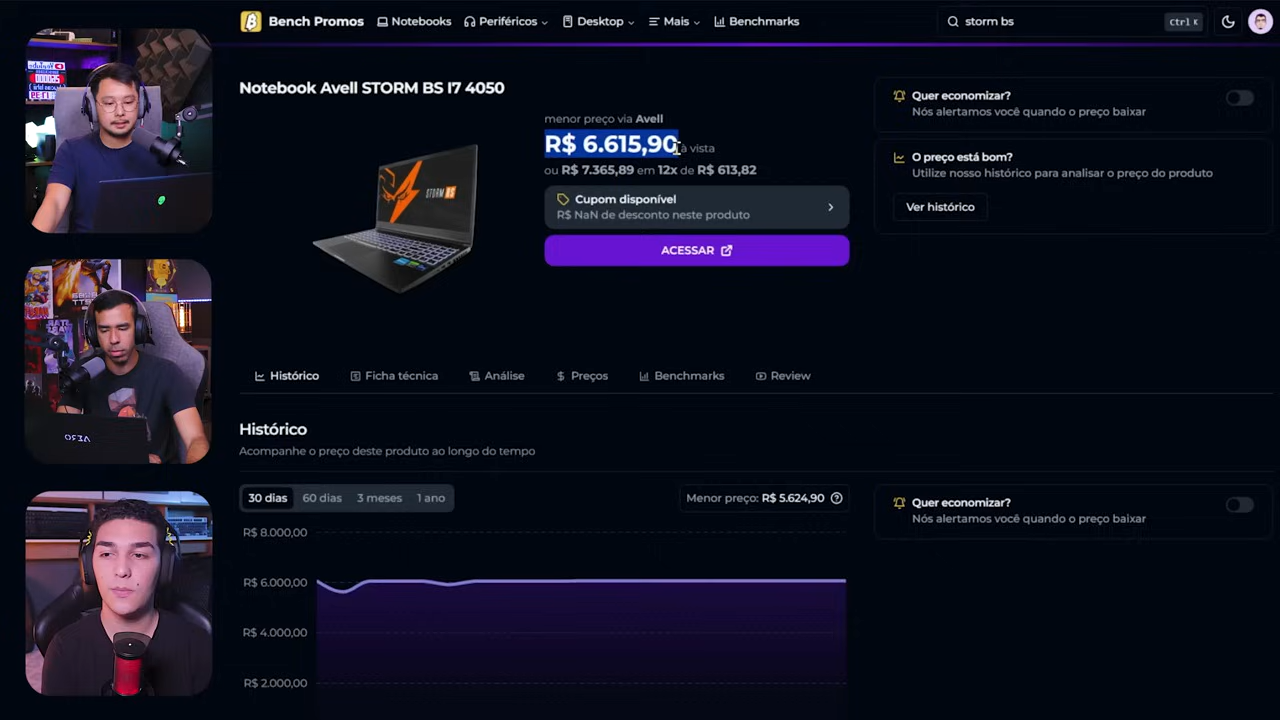 Bench Promos
Notebooks
Periféricos
Desktop
Mais
Benchmarks
storm bs
Ctrl K
Notebook Avell STORM BS I7 4050
menor preço via Avell
R$ 6.615,90 à vista
ou R$ 7.365,89 em 12x de R$ 613,82
Cupom disponível
R$ NaN de desconto neste produto
ACESSAR
STORM BS
Quer economizar?
Nós alertamos você quando o preço baixar
O preço está bom?
Utilize nosso histórico para analisar o preço do produto
Ver histórico
Histórico
Ficha técnica
Análise
Preços
Benchmarks
Review
Histórico
Acompanhe o preço deste produto ao longo do tempo
30 dias
60 dias
3 meses
1 ano
Menor preço: R$ 5.624,90
Quer economizar?
Nós alertamos você quando o preço baixar
R$ 8.000,00
R$ 6.000,00
R$ 4.000,00
R$ 2.000,00